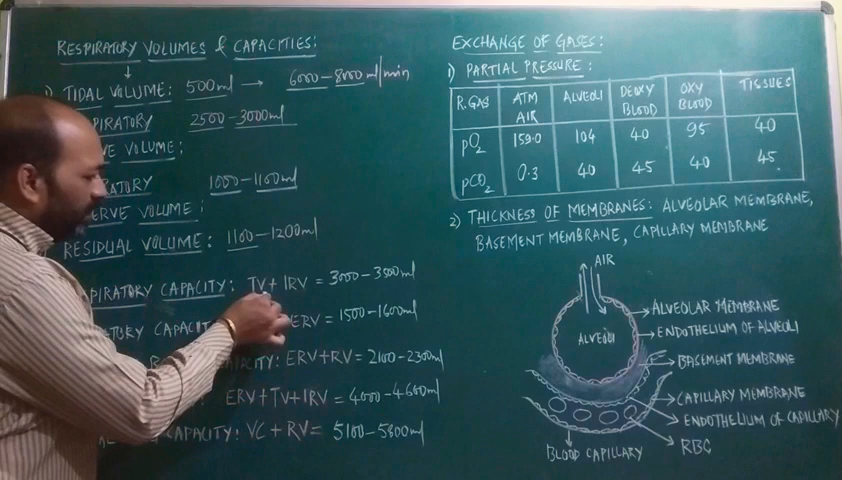 RESPIRATORY VOLUMES & CAPACITIES:
↓
1) TIDAL VOLUME: 500ml → 6000-8000ml/min
PIRATORY 2500-3000ml
VE VOLUME:
ATORY 1000-1100ml
ERVE VOLUME:
RESIDUAL VOLUME: 1100-1200ml
PIRATORY CAPACITY: TV+IRV = 3000-3500ml
ATORY CAPACIT ERV = 1500-1600ml
ACITY: ERV+RV = 2100-2300ml
ERV+TV+IRV = 4000-4600ml
CAPACITY: VC + RV = 5100-5800ml
EXCHANGE OF GASES:
1) PARTIAL PRESSURE:
R.GAS ATM AIR ALVEOLI DEOXY BLOOD OXY BLOOD TISSUES
pO2 159.0 104 40 95 40
pCO2 0.3 40 45 40 45
2) THICKNESS OF MEMBRANES: ALVEOLAR MEMBRANE,
BASEMENT MEMBRANE, CAPILLARY MEMBRANE
AIR
ALVEOLI
ALVEOLAR MEMBRANE
ENDOTHELIUM OF ALVEOLI
BASEMENT MEMBRANE
CAPILLARY MEMBRANE
ENDOTHELIUM OF CAPILLARY
RBC
BLOOD CAPILLARY